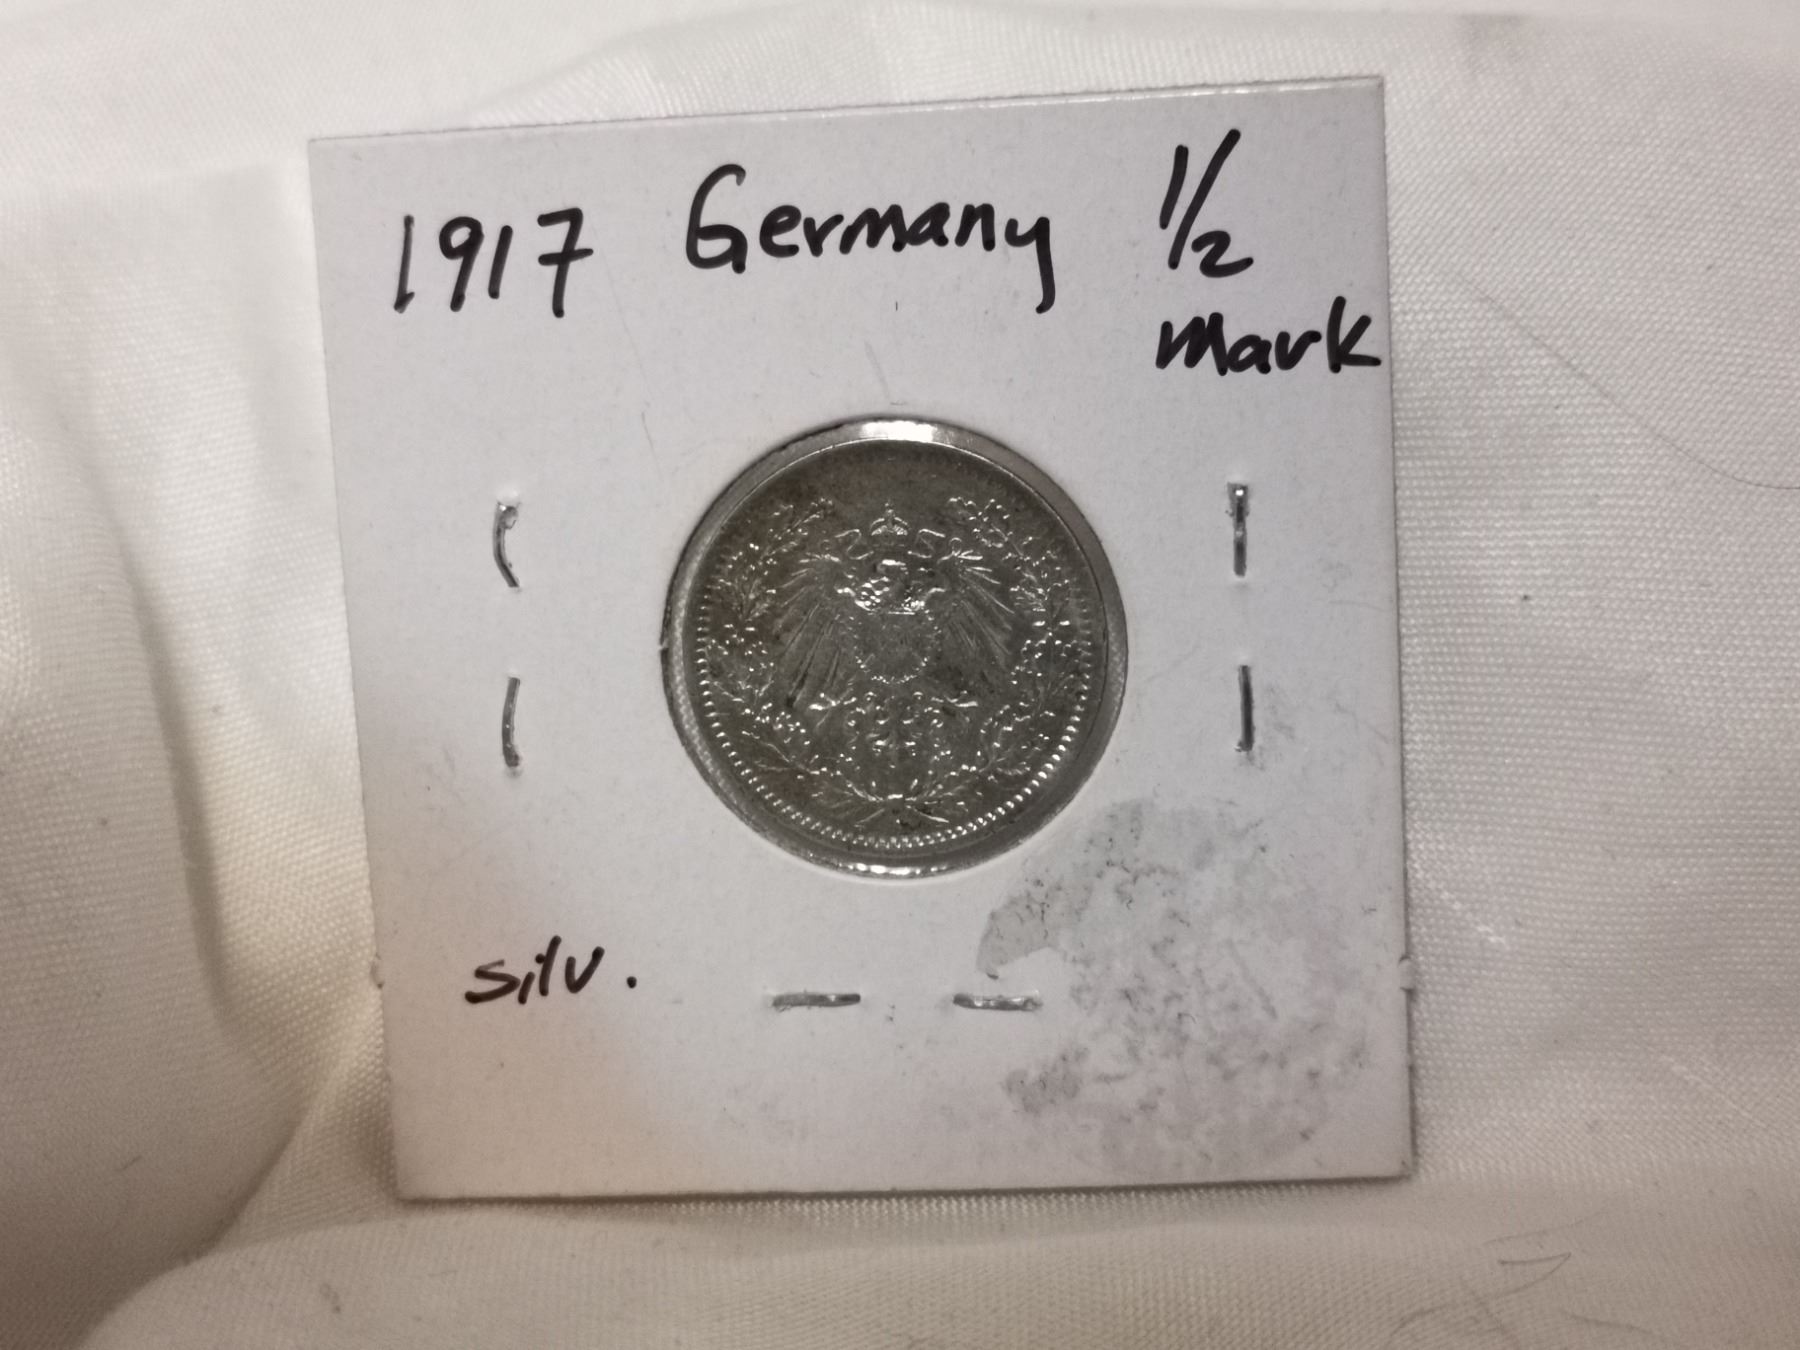 1917 Germany 1/2
Mark
silv.